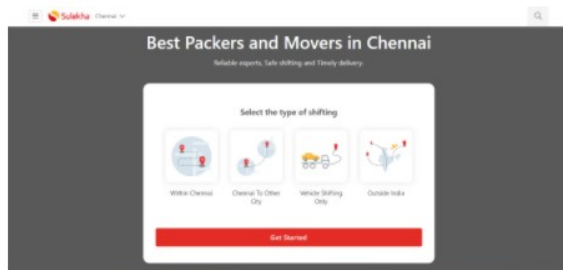 Sulekha Chennai
Best Packers and Movers in Chennai
Reliable experts, Safe shifting and Timely delivery
Select the type of shifting
Within Chennai
Chennai To Other
City
Vehicle Shifting
Only
Outside India
Get Started